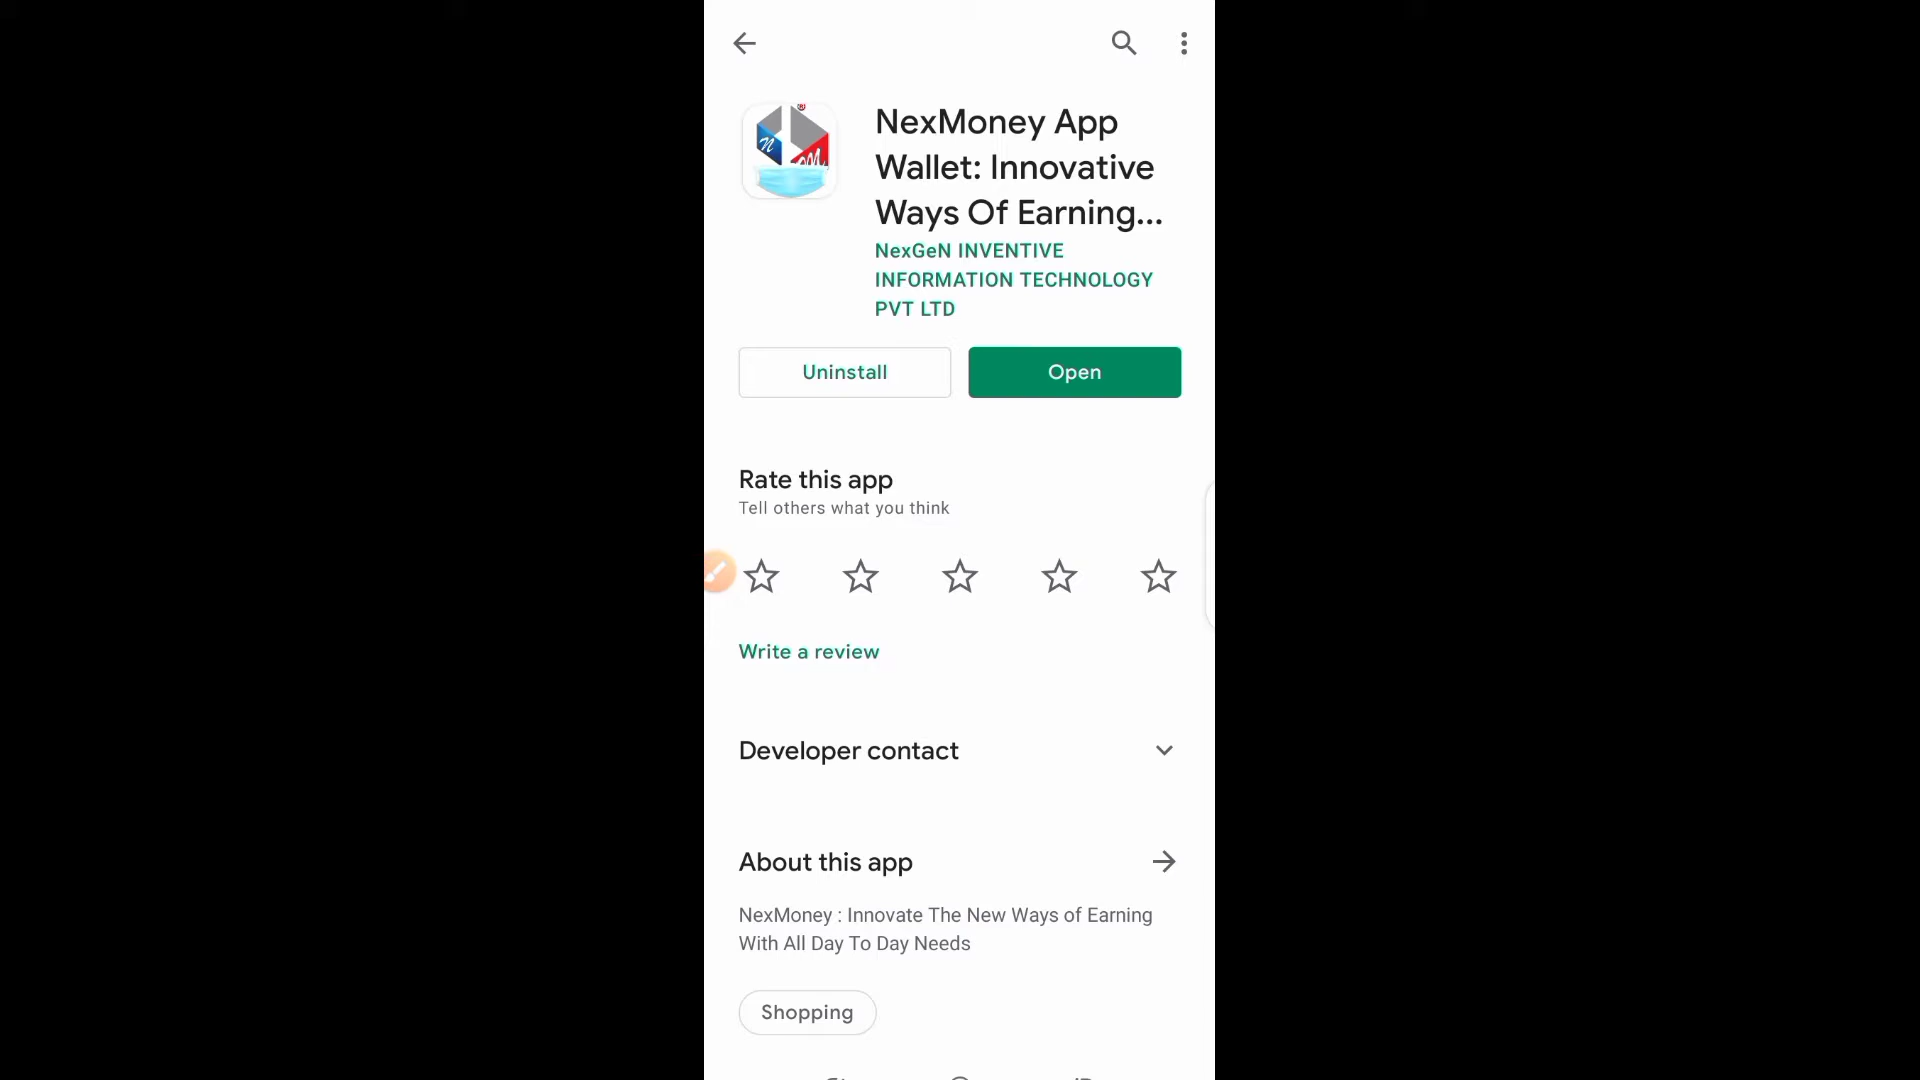 NexMoney App
Wallet: Innovative
Ways Of Earning...
NexGeN INVENTIVE
INFORMATION TECHNOLOGY
PVT LTD
Uninstall
Open
Rate this app
Tell others what you think
Write a review
Developer contact
About this app
NexMoney : Innovate The New Ways of Earning
With All Day To Day Needs
Shopping